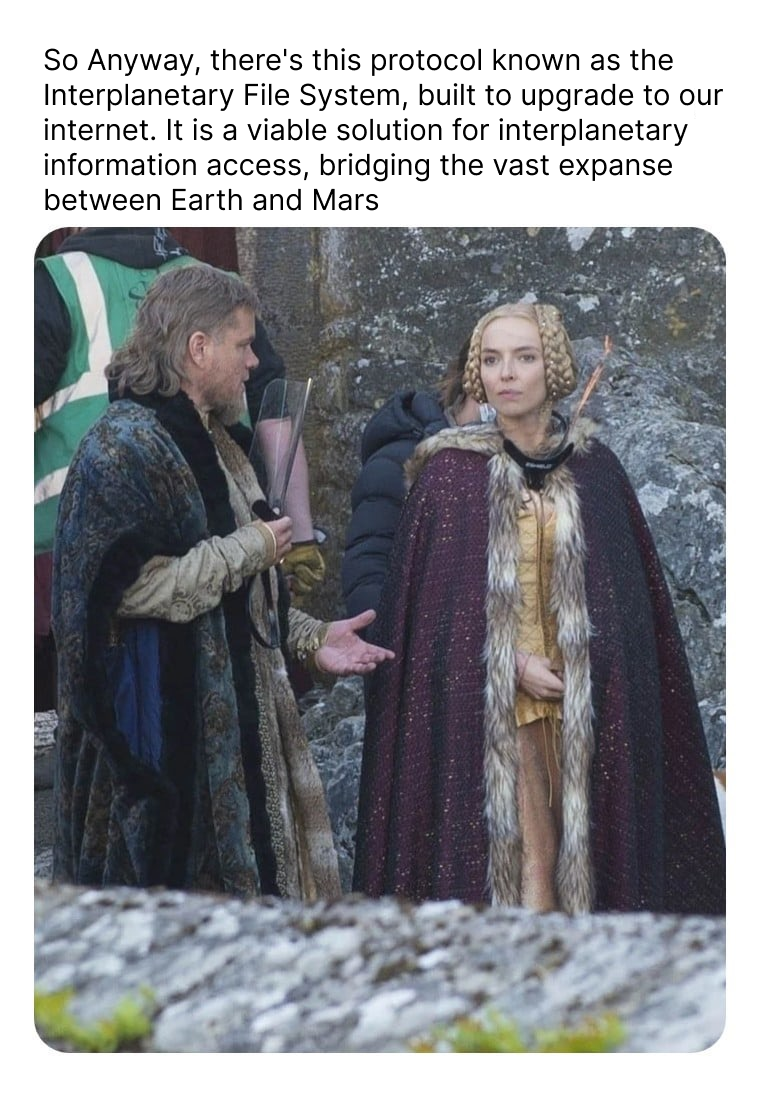 So Anyway, there's this protocol known as the
Interplanetary File System, built to upgrade to our
internet. It is a viable solution for interplanetary
information access, bridging the vast expanse
between Earth and Mars